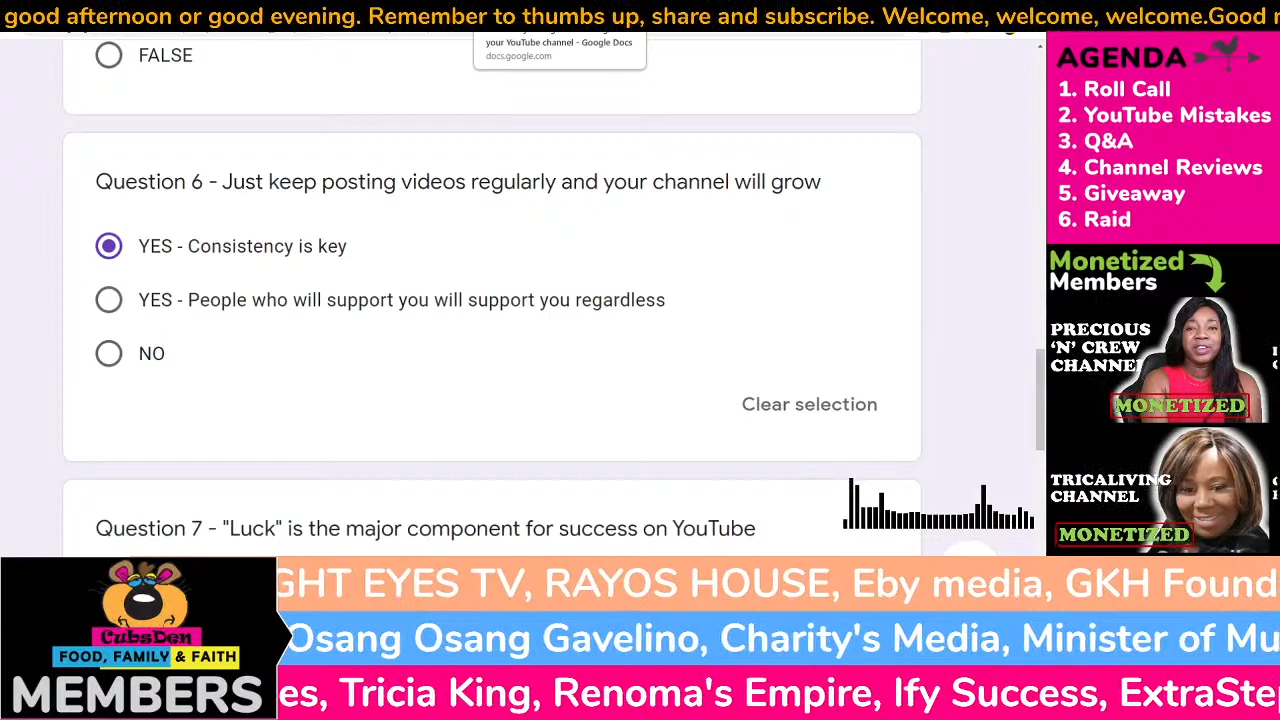 good afternoon or good evening. Remember to thumbs up, share and subscribe. Welcome, welcome, welcome.Good
your YouTube channel - Google Docs
docs.google.com
FALSE
Question 6 - Just keep posting videos regularly and your channel will grow
YES - Consistency is key
YES - People who will support you will support you regardless
NO
Clear selection
Question 7 - "Luck" is the major component for success on YouTube
AGENDA
1. Roll Call
2. YouTube Mistakes
3. Q&A
4. Channel Reviews
5. Giveaway
6. Raid
Monetized
Members
PRECIOUS
'N' CREW
CHANNEL
MONETIZED
TRICALIVING
CHANNEL
MONETIZED
CubsDen
FOOD, FAMILY & FAITH
MEMBERS
GHT EYES TV, RAYOS HOUSE, Eby media, GKH Found
Osang Osang Gavelino, Charity's Media, Minister of Mu
es, Tricia King, Renoma's Empire, Ify Success, ExtraSte